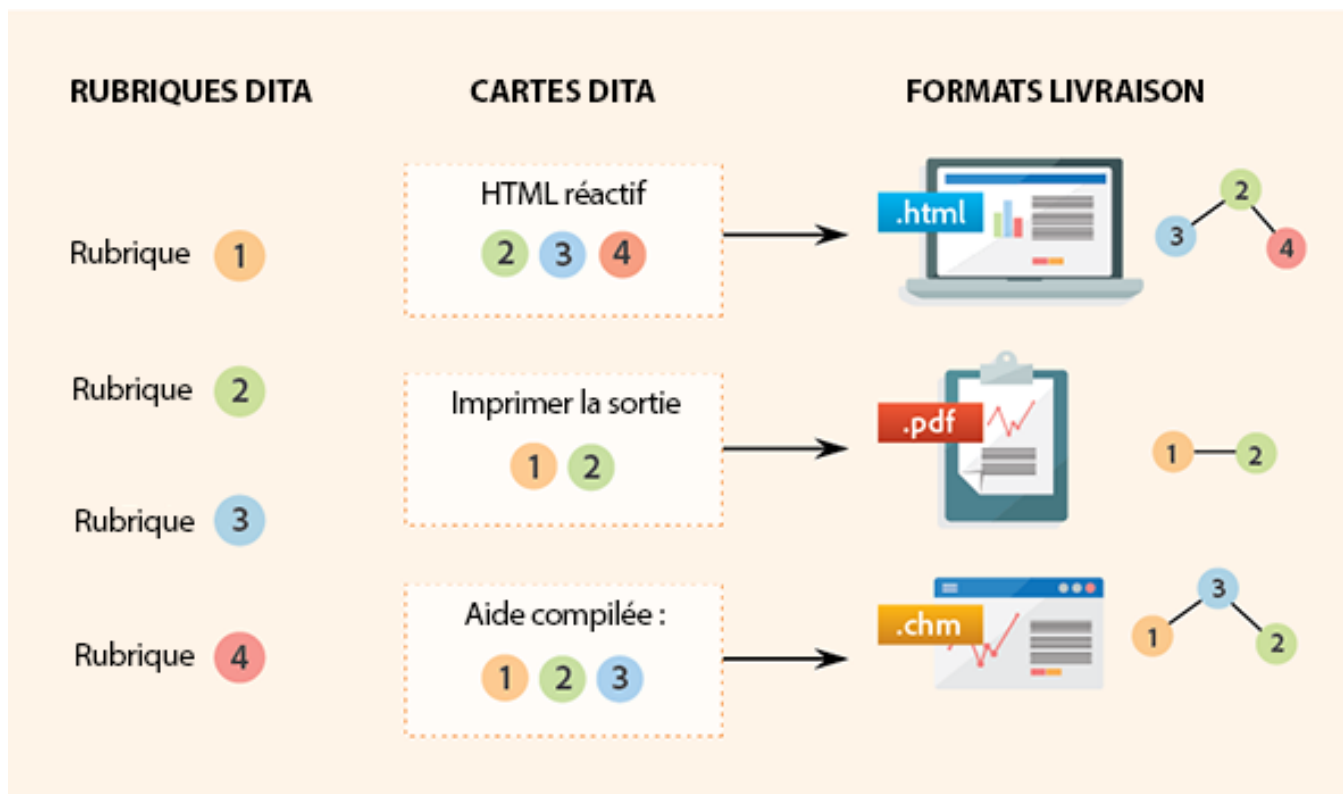 RUBRIQUES DITA
CARTES DITA
FORMATS LIVRAISON
Rubrique 1
Rubrique 2
Rubrique 3
Rubrique 4
HTML réactif
2 3 4
Imprimer la sortie
1 2
Aide compilée :
1 2 3
.html
2
3
4
.pdf
1 2
.chm
3
1
2